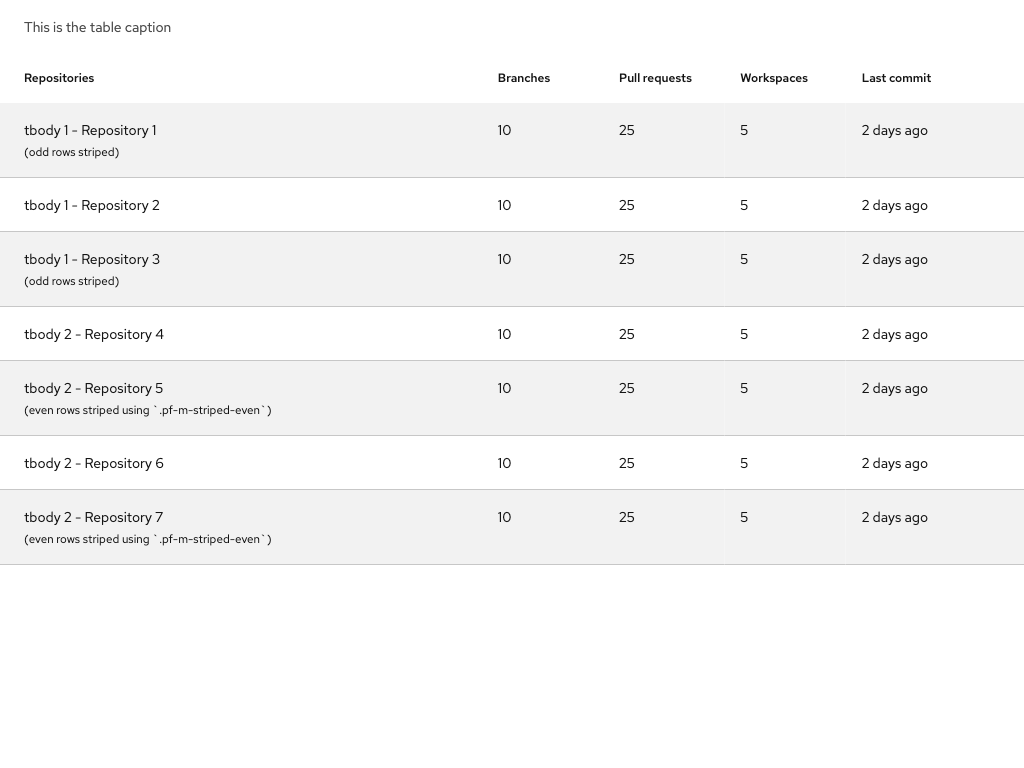 This is the table caption
Repositories Branches Pull requests Workspaces Last commit
tbody 1 - Repository 1 10 25 5 2 days ago
(odd rows striped)
tbody 1 - Repository 2 10 25 5 2 days ago
tbody 1 - Repository 3 10 25 5 2 days ago
(odd rows striped)
tbody 2 - Repository 4 10 25 5 2 days ago
tbody 2 - Repository 5 10 25 5 2 days ago
(even rows striped using `.pf-m-striped-even`)
tbody 2 - Repository 6 10 25 5 2 days ago
tbody 2 - Repository 7 10 25 5 2 days ago
(even rows striped using `.pf-m-striped-even`)